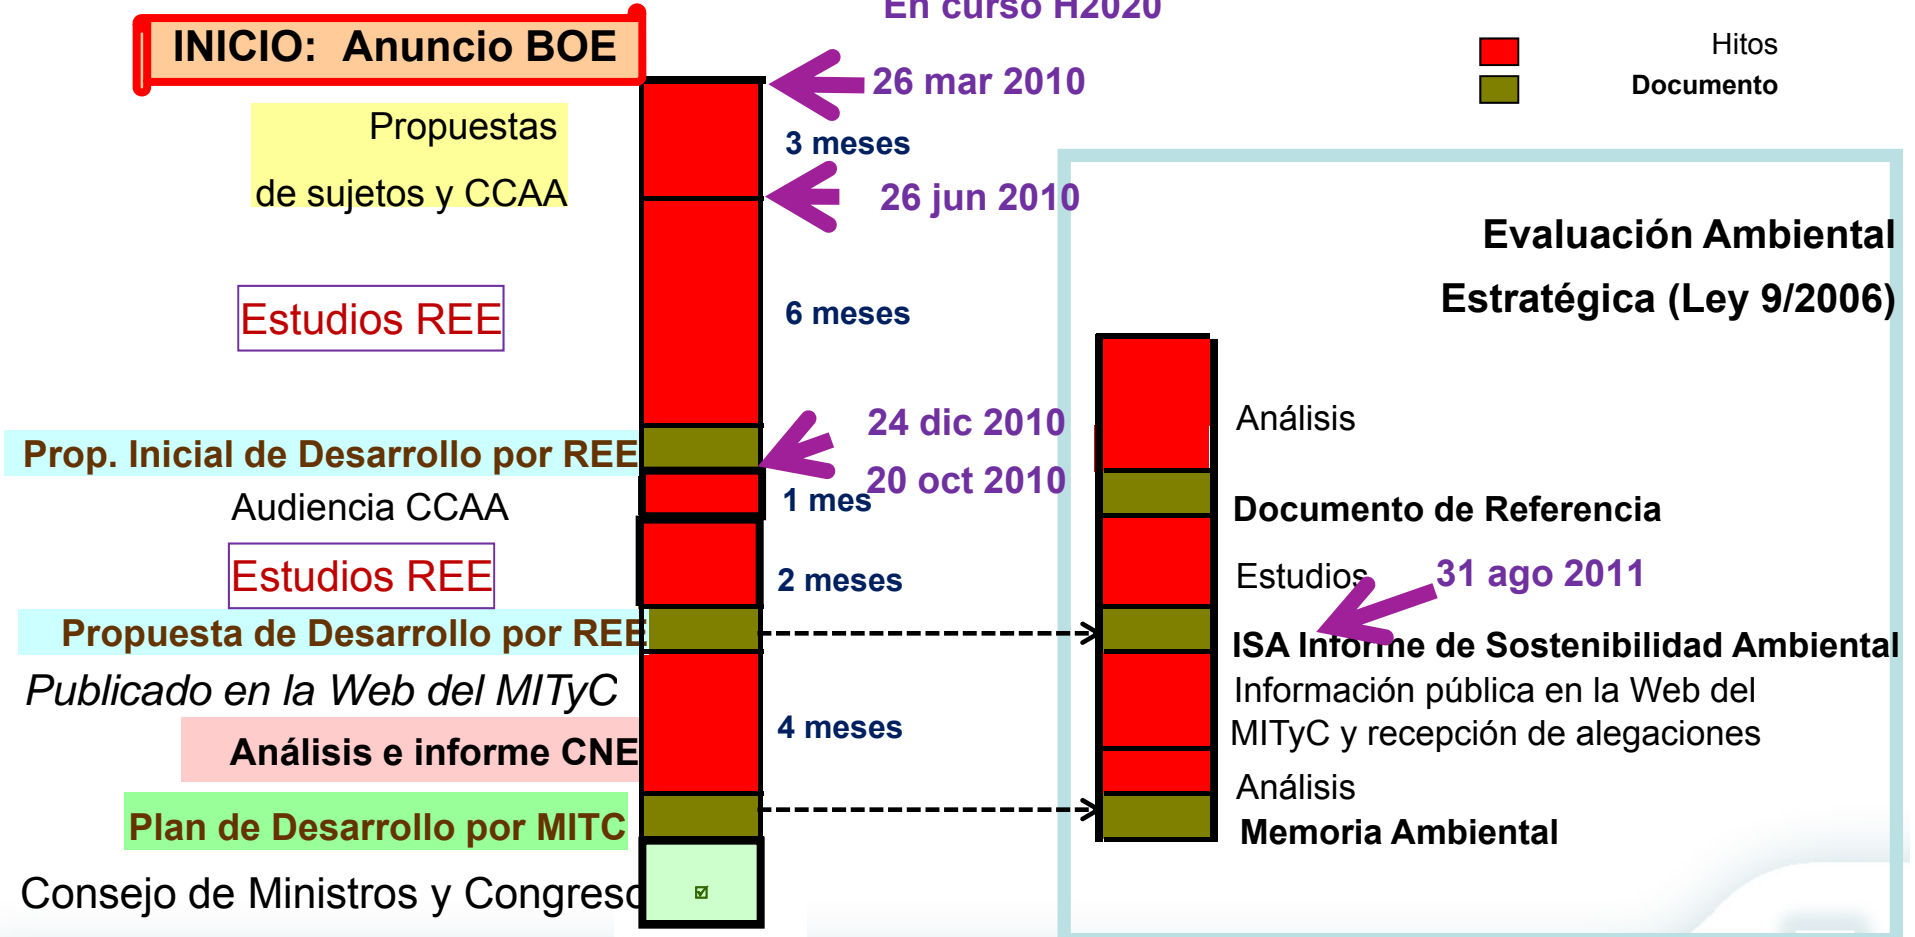 En curso H2020
INICIO: Anuncio BOE
26 mar 2010
Hitos
Documento
Propuestas
de sujetos y CCAA
3 meses
26 jun 2010
Estudios REE
6 meses
Prop. Inicial de Desarrollo por REE
24 dic 2010
20 oct 2010
Audiencia CCAA
1 mes
Estudios REE
2 meses
Propuesta de Desarrollo por REE
Publicado en la Web del MITyC
Análisis e informe CNE
4 meses
Plan de Desarrollo por MITC
Consejo de Ministros y Congreso
Evaluación Ambiental
Estratégica (Ley 9/2006)
Análisis
Documento de Referencia
Estudios
31 ago 2011
ISA Informe de Sostenibilidad Ambiental
Información pública en la Web del
MITyC y recepción de alegaciones
Análisis
Memoria Ambiental